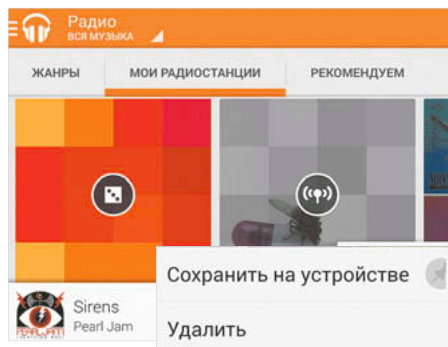 Радио
ВСЯ МУЗЫКА
ЖАНРЫ
МОИ РАДИОСТАНЦИИ
РЕКОМЕНДУЕМ
Сохранить на устройстве
Sirens
Pearl Jam
Удалить